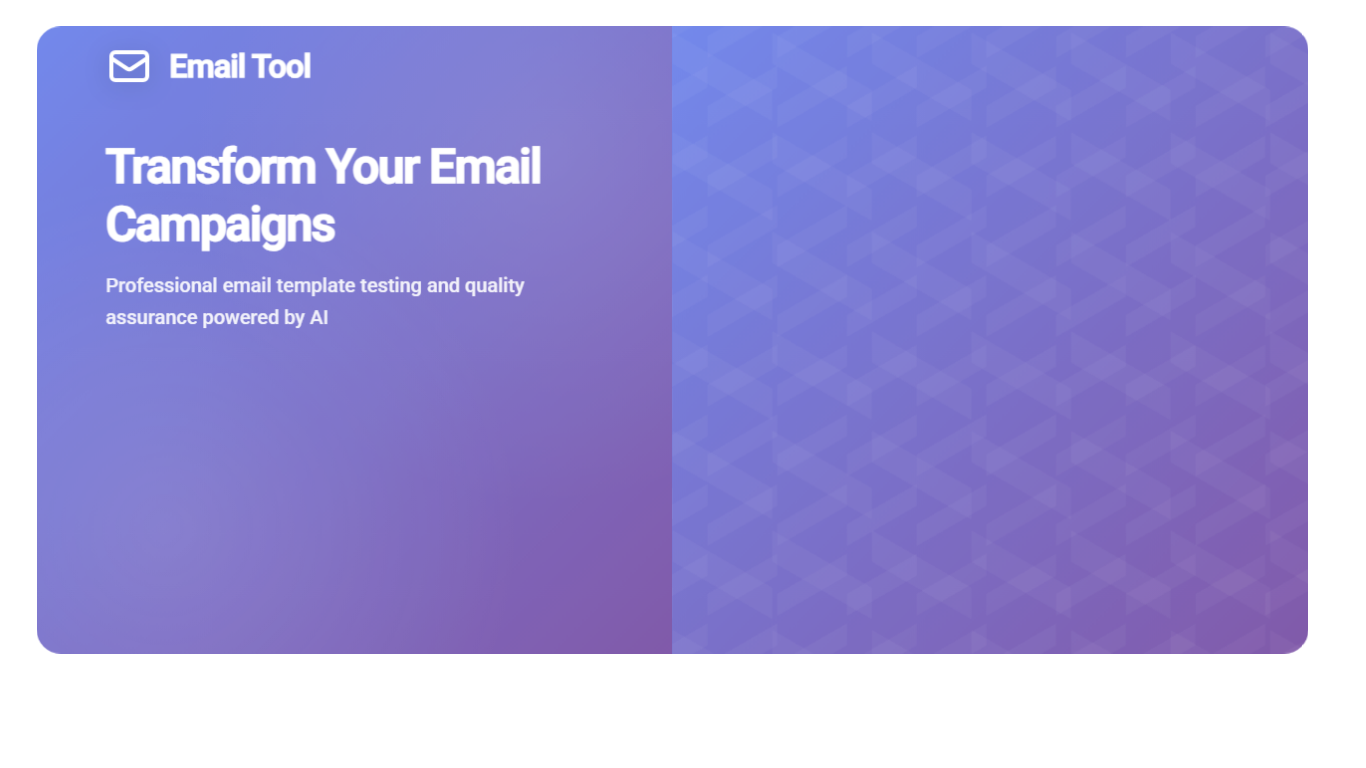 Email Tool
Transform Your Email
Campaigns
Professional email template testing and quality
assurance powered by AI